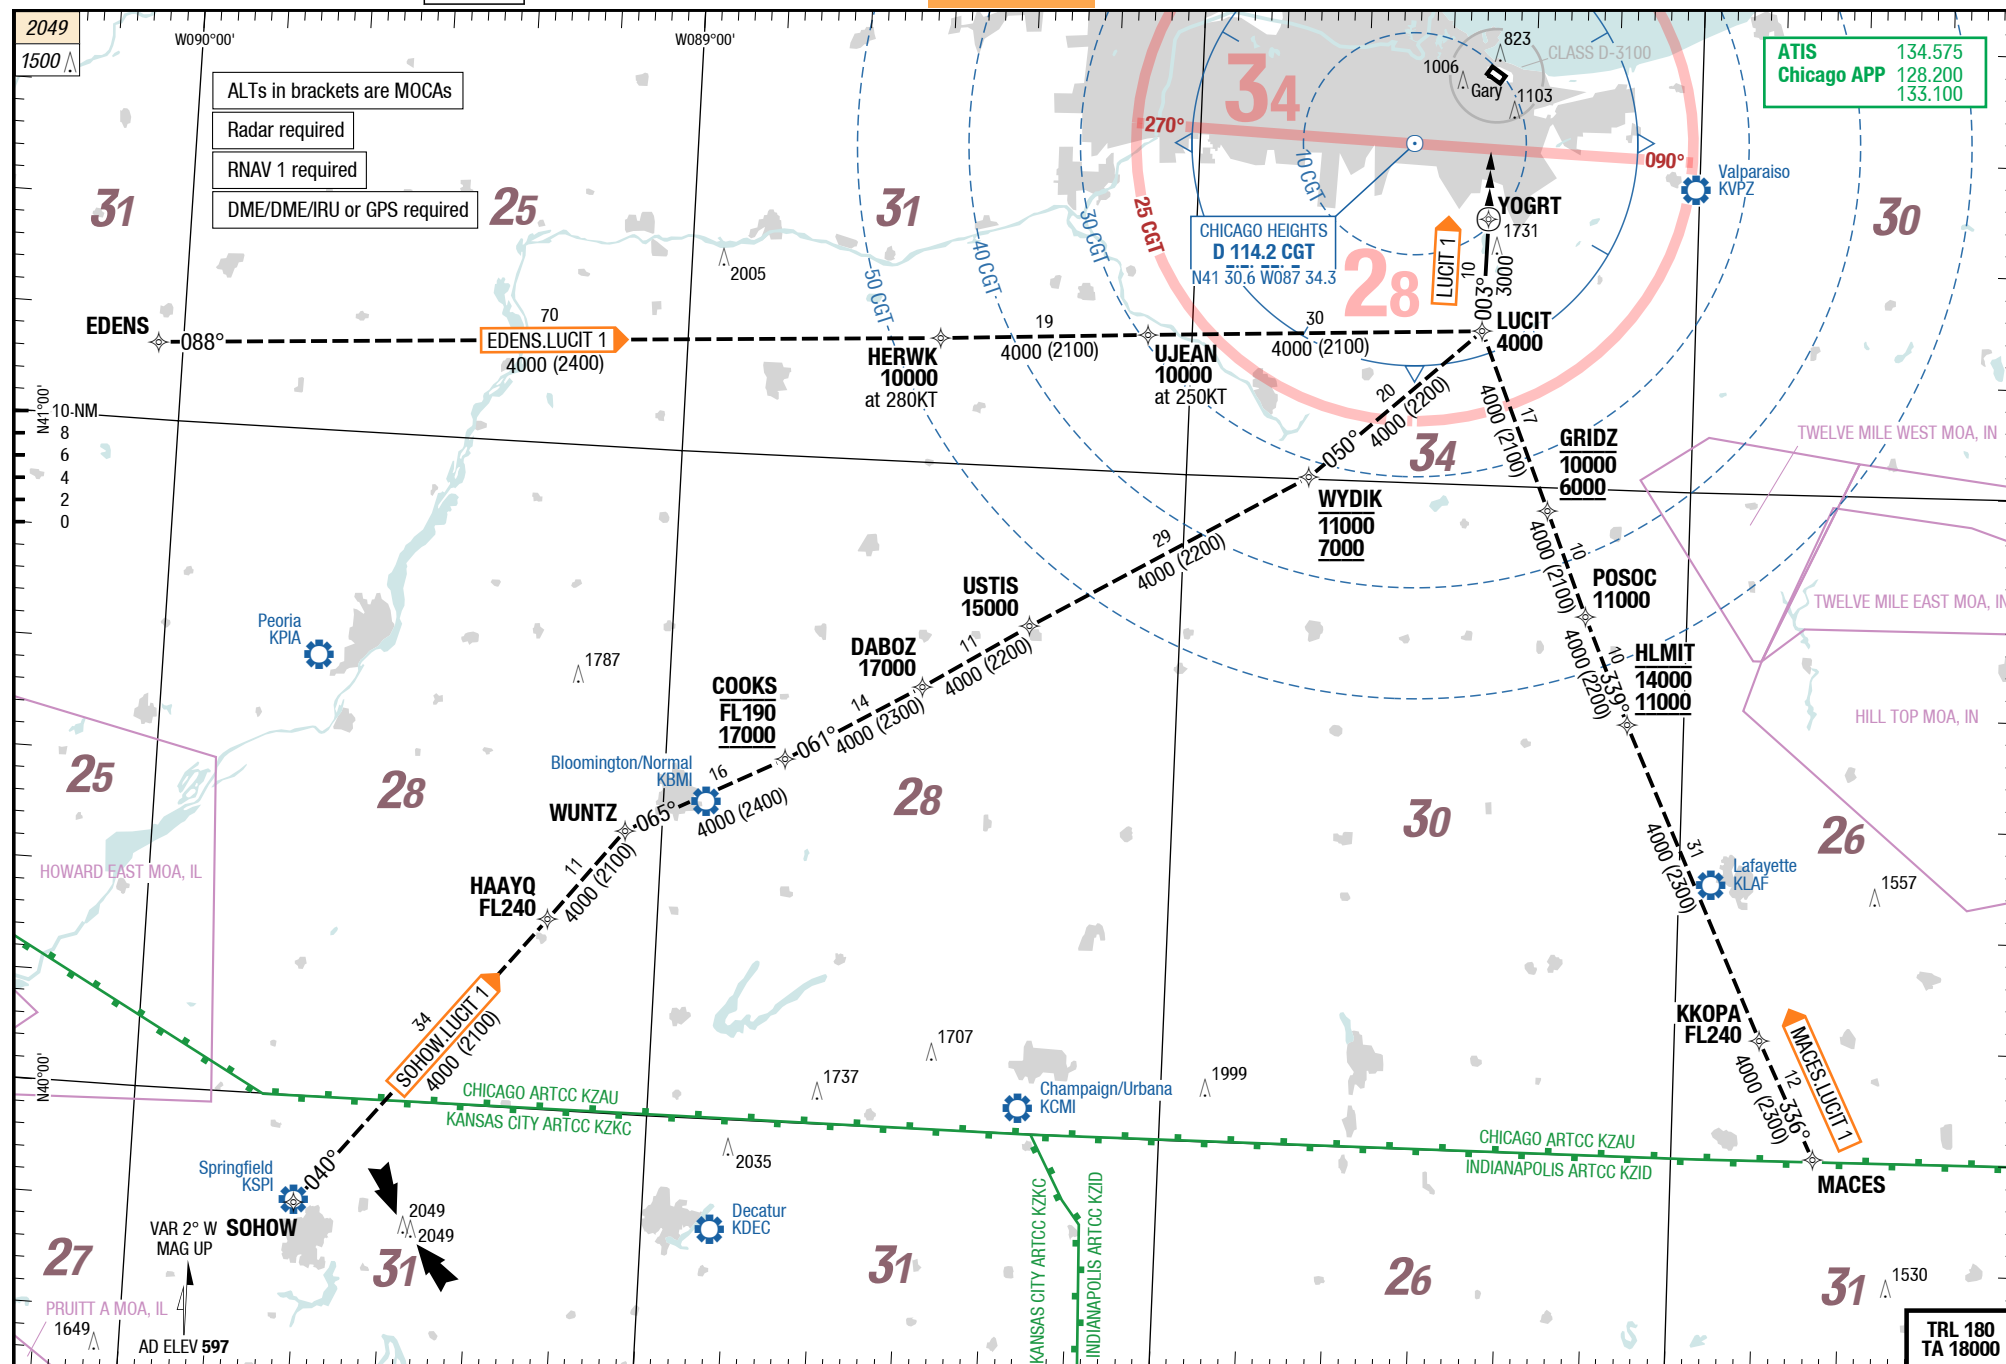 2049
1500
W090°00'
W089°00'
ALTs in brackets are MOCAs
Radar required
RNAV 1 required
DME/DME/IRU or GPS required
823
1006
CLASS D-3100
Gary
1103
ATIS 134.575
Chicago APP 128.200
133.100
34
270°
090°
10 CGT
25 CGT
30 CGT
40 CGT
50 CGT
Valparaiso
KVPZ
31
25
31
30
CHICAGO HEIGHTS
D 114.2 CGT
N41 30.6 W087 34.3
28
YOGRT
1731
LUCIT 1
10
003°
3000
2005
EDENS
088°
70
EDENS.LUCIT 1
4000 (2400)
HERWK
10000
at 280KT
19
4000 (2100)
UJEAN
10000
at 250KT
30
4000 (2100)
LUCIT
4000
N41°00'
10-NM
8
6
4
2
0
20
4000 (2200)
050°
34
17
4000 (2100)
GRIDZ
10000
6000
TWELVE MILE WEST MOA, IN
WYDIK
11000
7000
29
4000 (2200)
10
4000 (2100)
POSOC
11000
TWELVE MILE EAST MOA, IN
USTIS
15000
Peoria
KPIA
1787
DABOZ
17000
11
4000 (2200)
10
4000 (2200)
339°
HLMIT
14000
11000
COOKS
FL190
17000
14
4000 (2300)
061°
HILL TOP MOA, IN
25
28
Bloomington/Normal
KBMI
16
4000 (2400)
065°
28
30
26
WUNTZ
11
4000 (2100)
31
4000 (2300)
Lafayette
KLAF
1557
HOWARD EAST MOA, IL
HAAYQ
FL240
34
SOHOW.LUCIT 1
4000 (2100)
KKOPA
FL240
12
4000 (2300)
336°
MACES.LUCIT 1
1707
1737
1999
N40°00'
CHICAGO ARTCC KZAU
KANSAS CITY ARTCC KZKC
Champaign/Urbana
KCMI
CHICAGO ARTCC KZAU
INDIANAPOLIS ARTCC KZID
2035
MACES
Springfield
KSPI
040°
SOHOW
VAR 2° W
MAG UP
2049
2049
Decatur
KDEC
KANSAS CITY ARTCC KZKC
INDIANAPOLIS ARTCC KZID
27
31
31
26
31
1530
PRUITT A MOA, IL
1649
AD ELEV 597
TRL 180
TA 18000